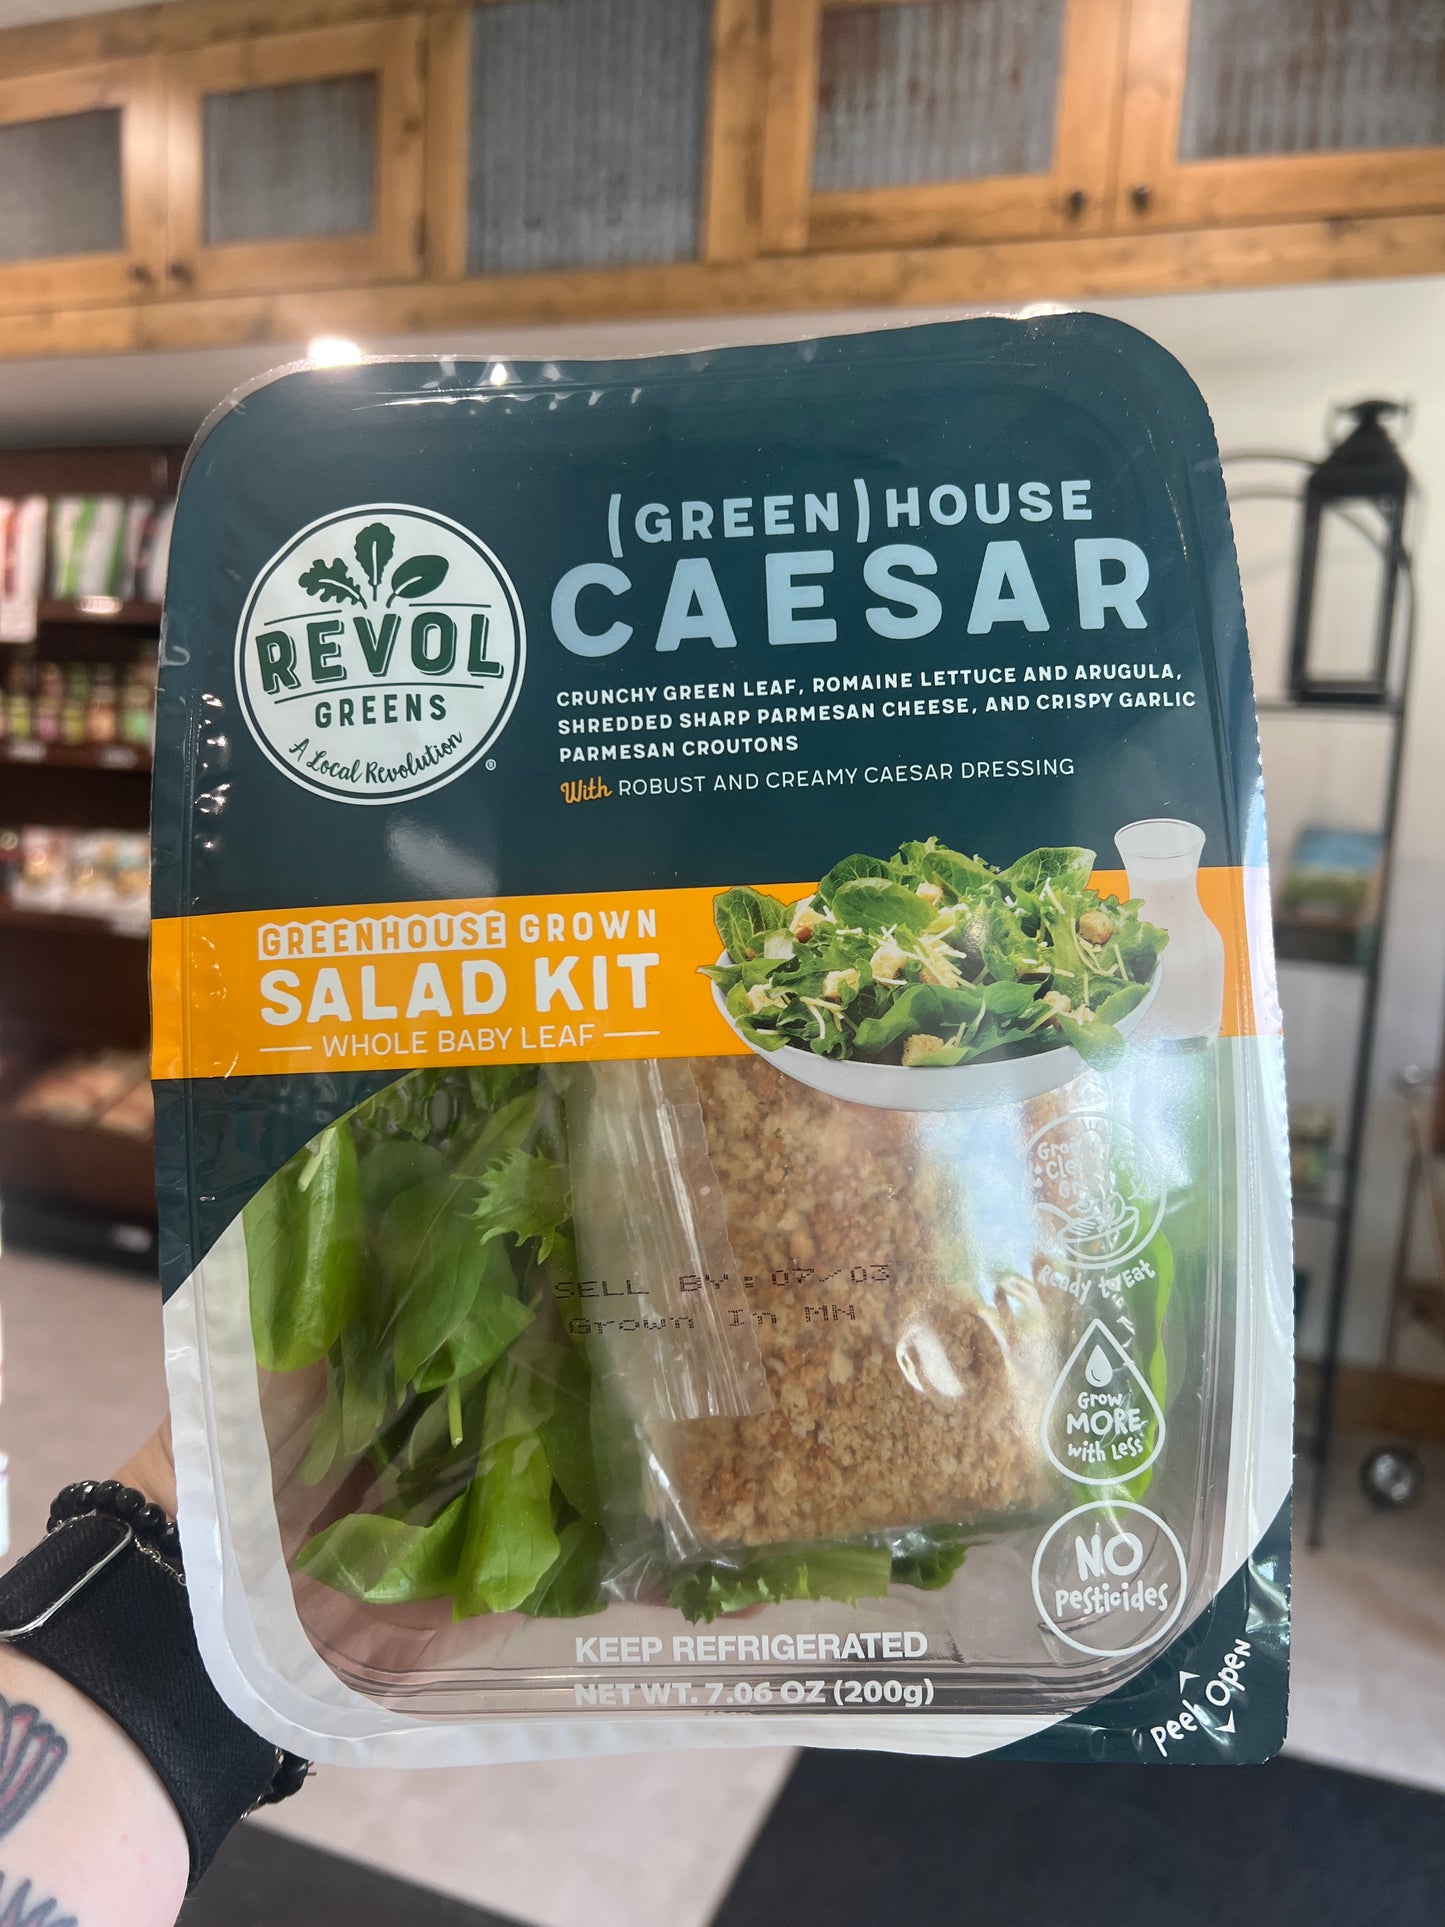 (GREEN) HOUSE
CAESAR
CRUNCHY GREEN LEAF, ROMAINE LETTUCE AND ARUGULA,
SHREDDED SHARP PARMESAN CHEESE, AND CRISPY GARLIC
PARMESAN CROUTONS
With ROBUST AND CREAMY CAESAR DRESSING
REVOL
GREENS
A Local Revolution
®
GREENHOUSE GROWN
SALAD KIT
WHOLE BABY LEAF
SELL BY: 07/03
Grown In MN
Ready to Eat
Grow
MORE
with Less
NO
Pesticides
KEEP REFRIGERATED
NET WT. 7.06 OZ (200g)
Peel Open